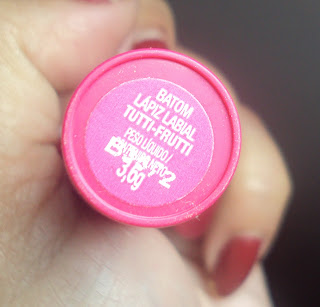 BATOM
LÁPIZ LABIAL
TUTTI-FRUTTI
PESO LÍQUIDO/
3,6g